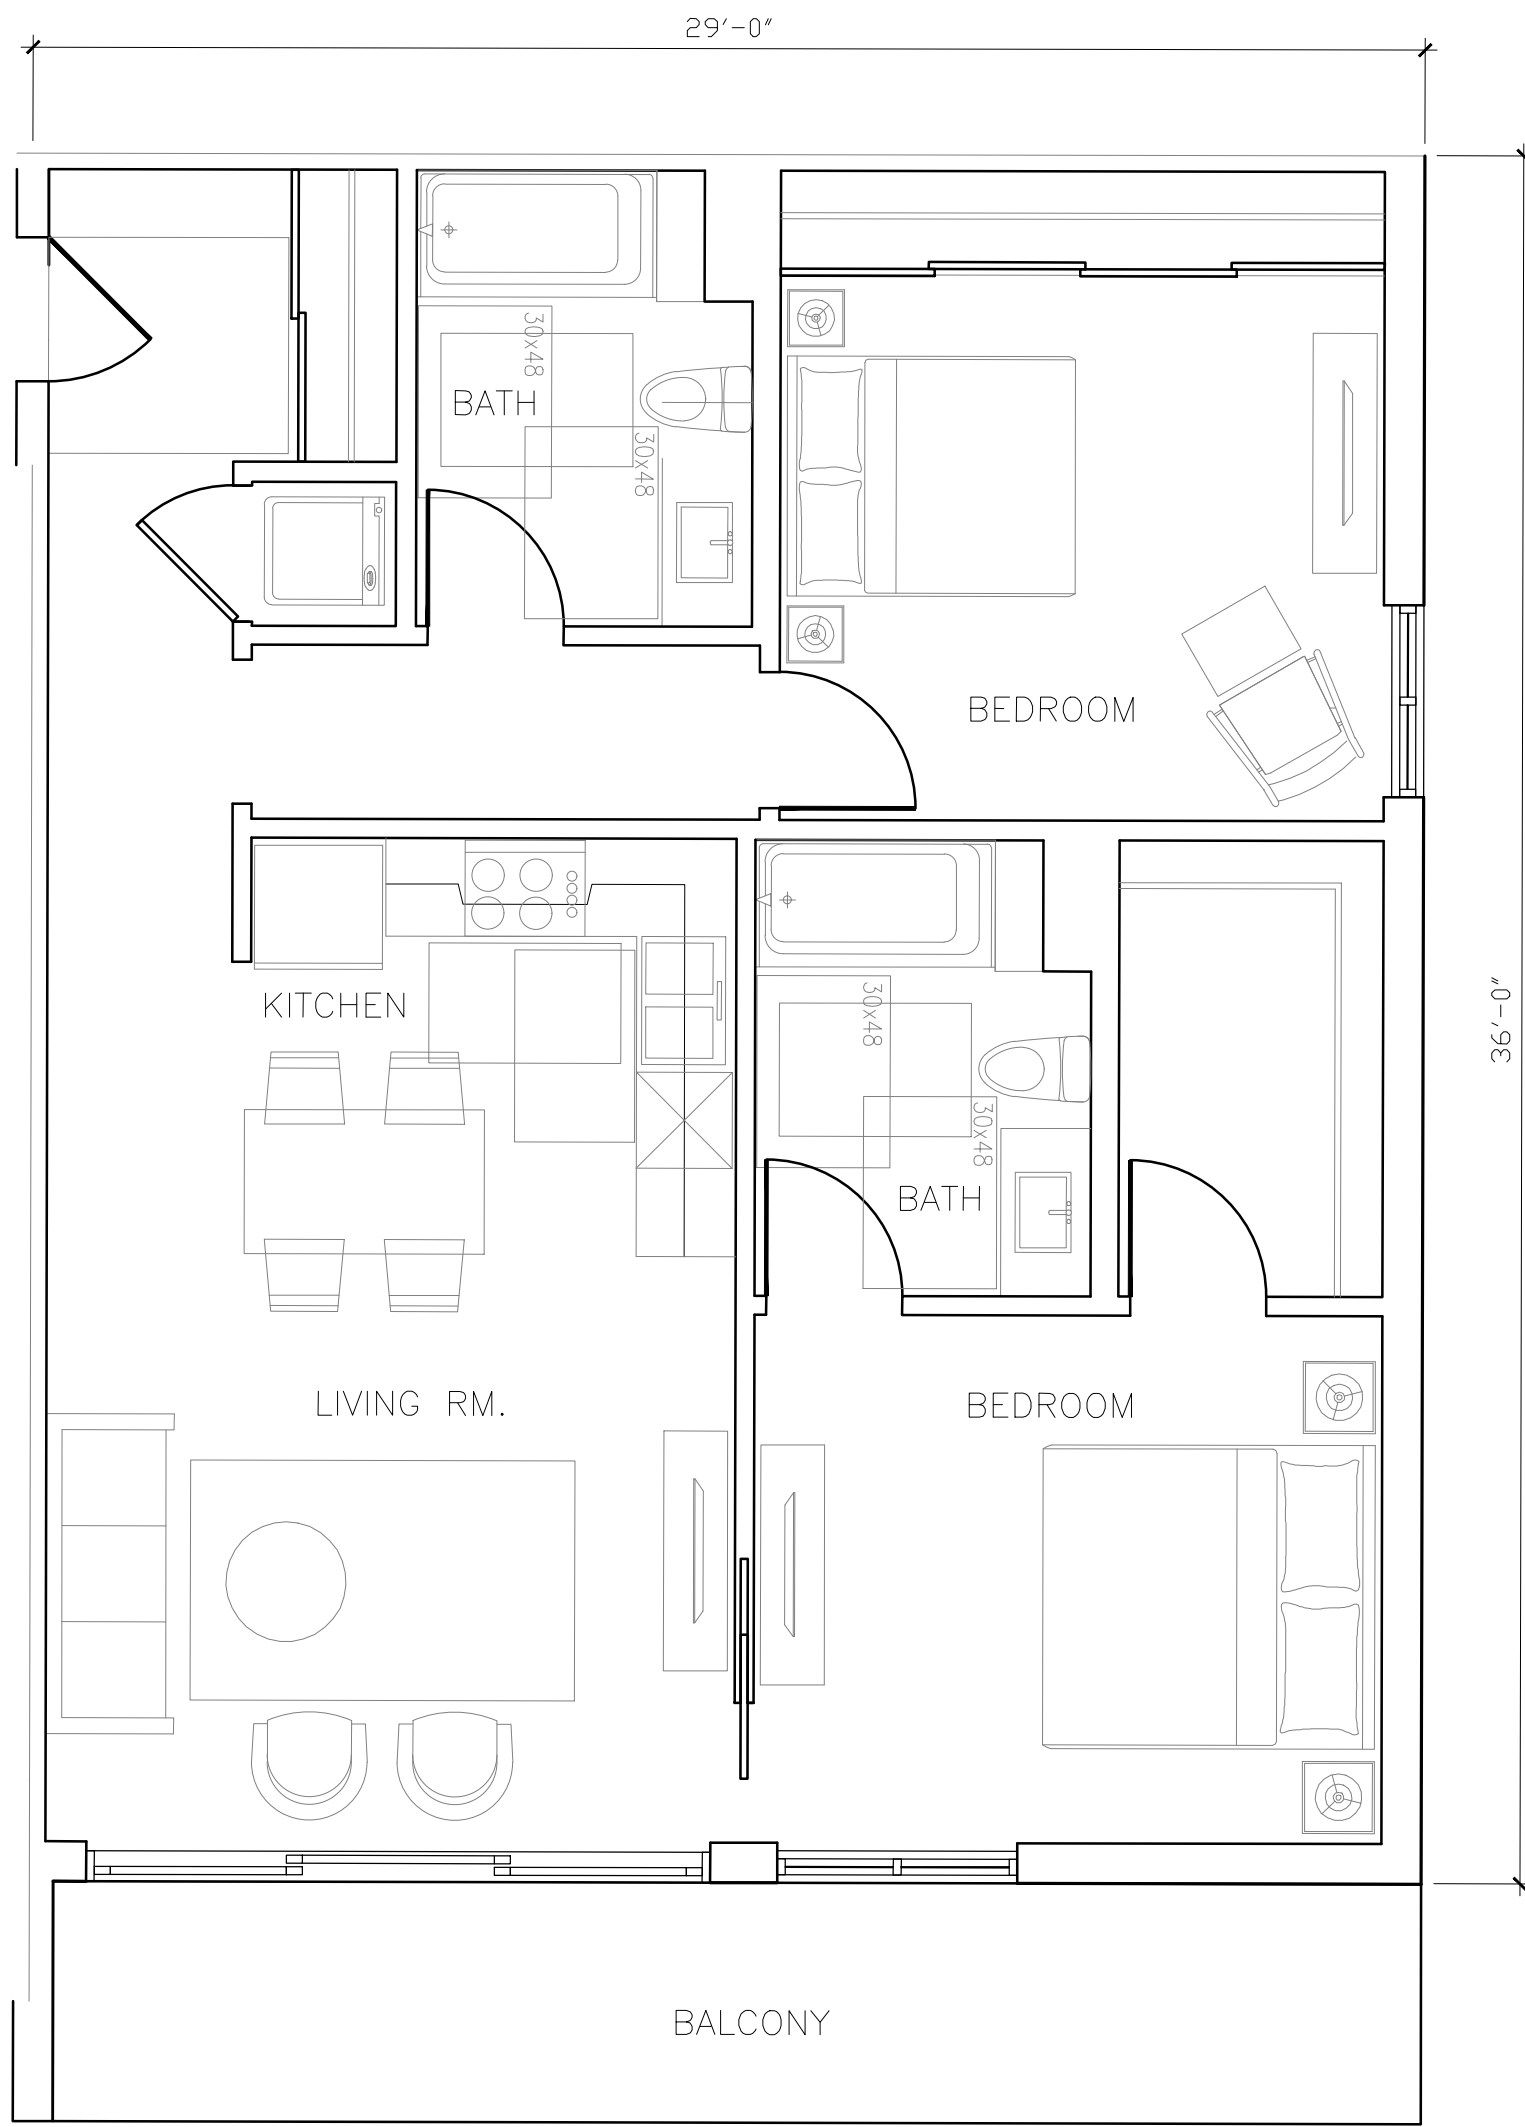 29'-0"
30x48
BATH
30x48
BEDROOM
36'-0"
KITCHEN
30x48
30x48
BATH
LIVING RM.
BEDROOM
BALCONY